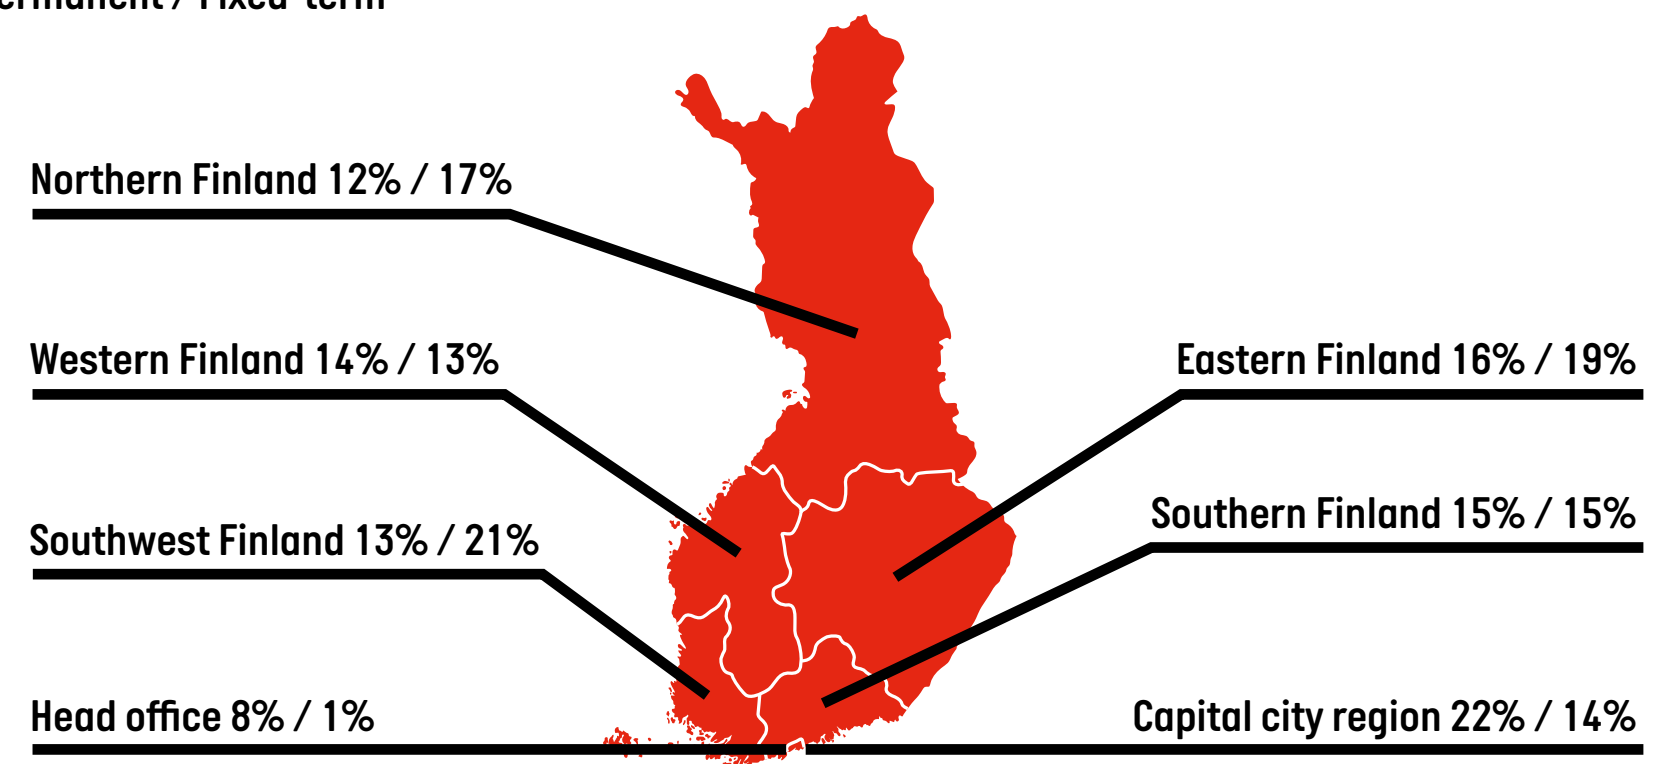 Northern Finland 12% / 17%
Western Finland 14% / 13%
Eastern Finland 16% / 19%
Southern Finland 15% / 15%
Southwest Finland 13% / 21%
Head office 8% / 1%
Capital city region 22% / 14%